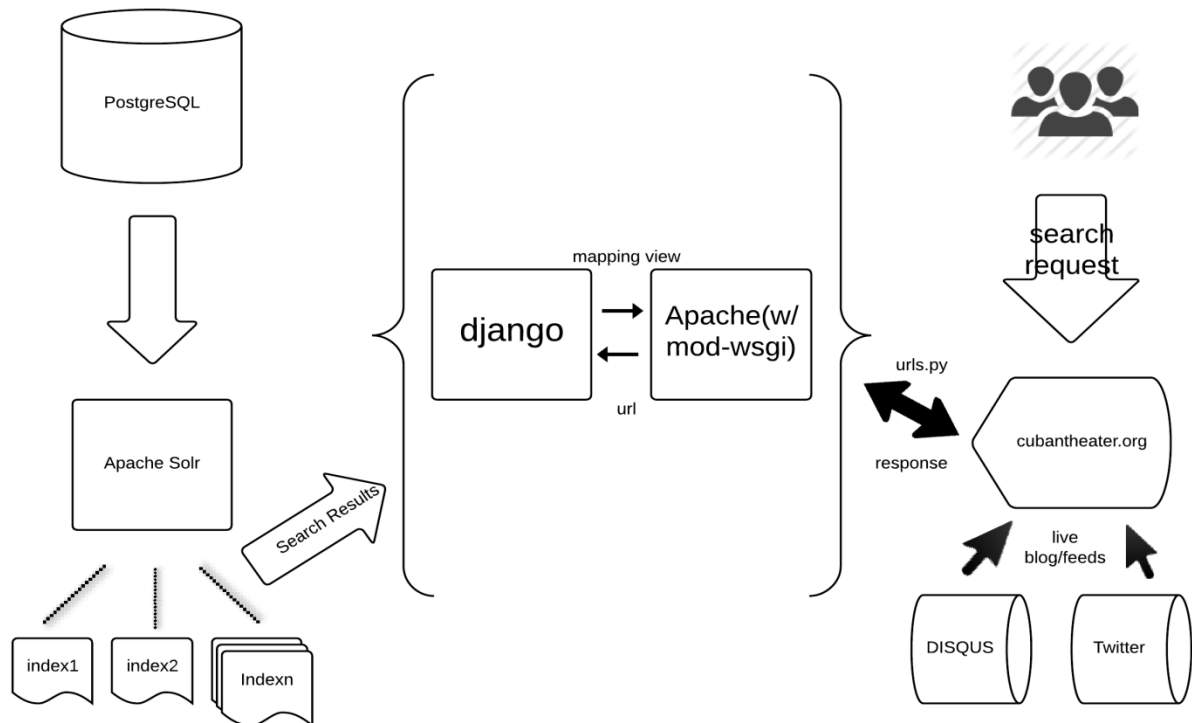 PostgreSQL
search
request
mapping view
django
Apache(w/
mod-wsgi)
url
urls.py
response
cubantheater.org
Apache Solr
Search Results
live
blog/feeds
index1
index2
Indexn
DISQUS
Twitter